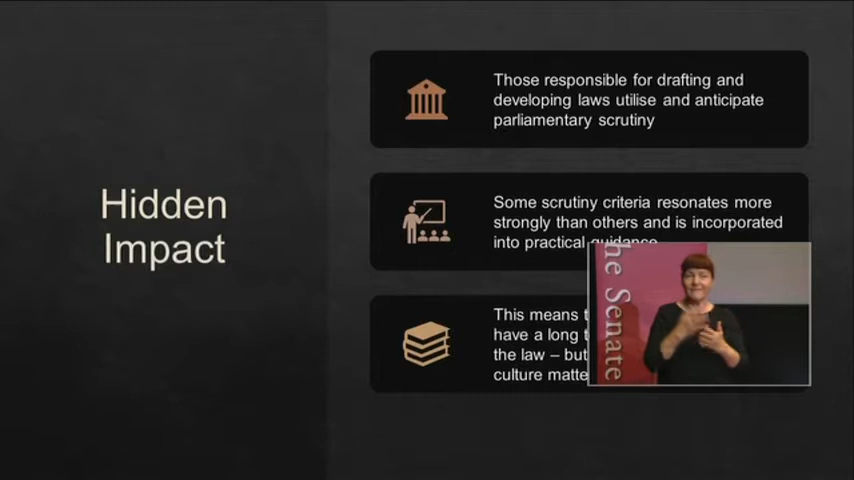 Hidden
Impact
Those responsible for drafting and
developing laws utilise and anticipate
parliamentary scrutiny
Some scrutiny criteria resonates more
strongly than others and is incorporated
into practical guidance
This means
have a long
the law – but
culture
he Senate